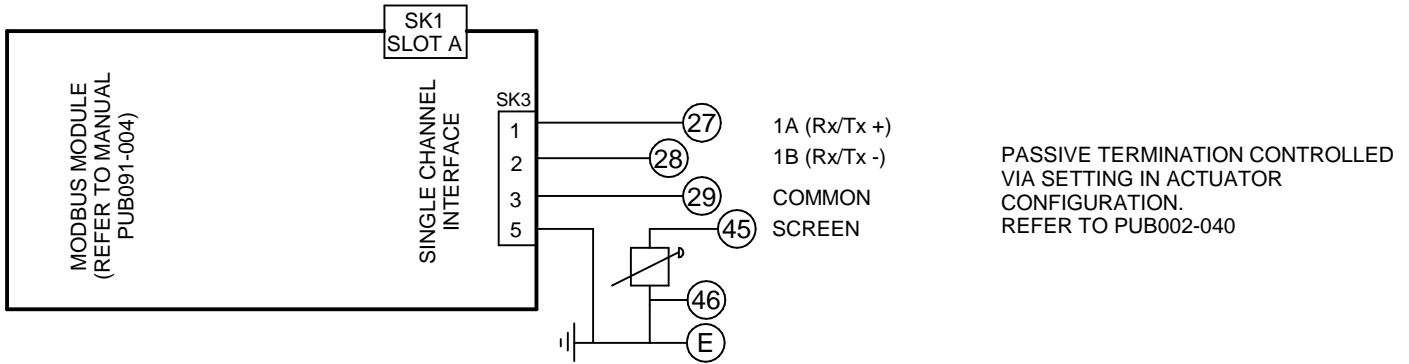 SK1
SLOT A
MODBUS MODULE
(REFER TO MANUAL
PUB091-004)
SINGLE CHANNEL
INTERFACE
SK3
1
2
3
5
27
1A (Rx/Tx +)
28
1B (Rx/Tx -)
29
COMMON
45
SCREEN
46
E
PASSIVE TERMINATION CONTROLLED
VIA SETTING IN ACTUATOR
CONFIGURATION.
REFER TO PUB002-040